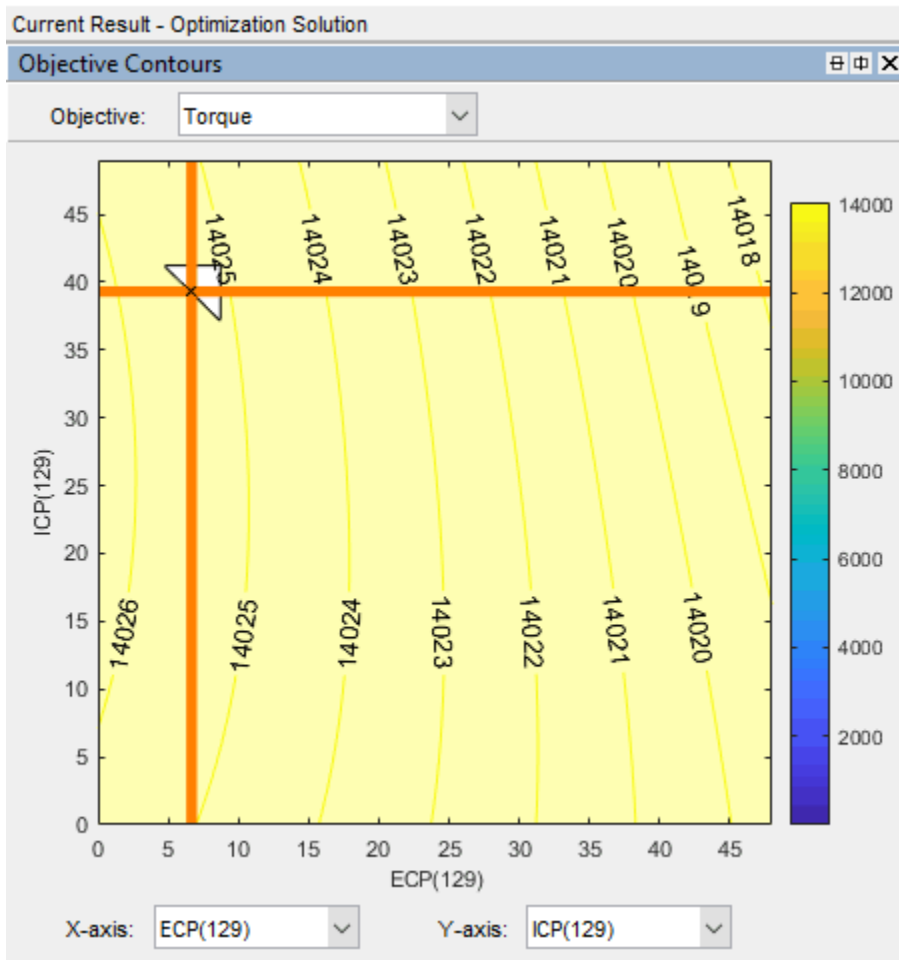 Current Result - Optimization Solution
Objective Contours
Objective: Torque
45
40
35
30
25
20
15
10
5
0
ICP(129)
14025 14024 14023 14022 14021 14020 14018
14026 14025 14024 14023 14022 14021 14020
0 5 10 15 20 25 30 35 40 45
ECP(129)
14000
12000
10000
8000
6000
4000
2000
X-axis: ECP(129) Y-axis: ICP(129)